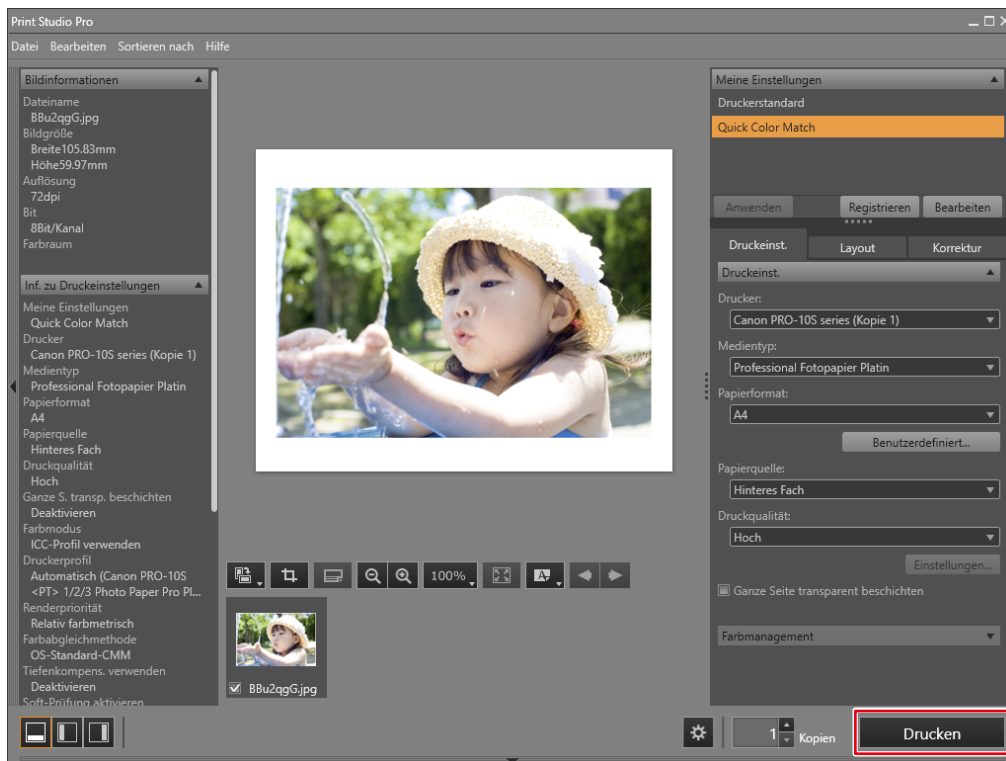 Print Studio Pro
Datei Bearbeiten Sortieren nach Hilfe
Bildinformationen
Dateiname
BBu2qgG.jpg
Bildgröße
Breite105.83mm
Höhe59.97mm
Auflösung
72dpi
Bit
8Bit/Kanal
Farbraum
Inf. zu Druckeinstellungen
Meine Einstellungen
Quick Color Match
Drucker
Canon PRO-10S series (Kopie 1)
Medientyp
Professional Fotopapier Platin
Papierformat
A4
Papierquelle
Hinteres Fach
Druckqualität
Hoch
Ganze S. transp. beschichten
Deaktivieren
Farbmodus
ICC-Profil verwenden
Druckerprofil
Automatisch (Canon PRO-10S
<PT> 1/2/3 Photo Paper Pro Pl...
Renderpriorität
Relativ farbmetrisch
Farbabgleichmethode
OS-Standard-CMM
Tiefenkompens. verwenden
Deaktivieren
Soft-Prüfung aktivieren
100%
A
BBu2qgG.jpg
Meine Einstellungen
Druckerstandard
Quick Color Match
Anwenden Registrieren Bearbeiten
Druckeinst. Layout Korrektur
Druckeinst.
Drucker:
Canon PRO-10S series (Kopie 1)
Medientyp:
Professional Fotopapier Platin
Papierformat:
A4
Benutzerdefiniert...
Papierquelle:
Hinteres Fach
Druckqualität:
Hoch
Einstellungen...
Ganze Seite transparent beschichten
Farbmanagement
1 Kopien
Drucken